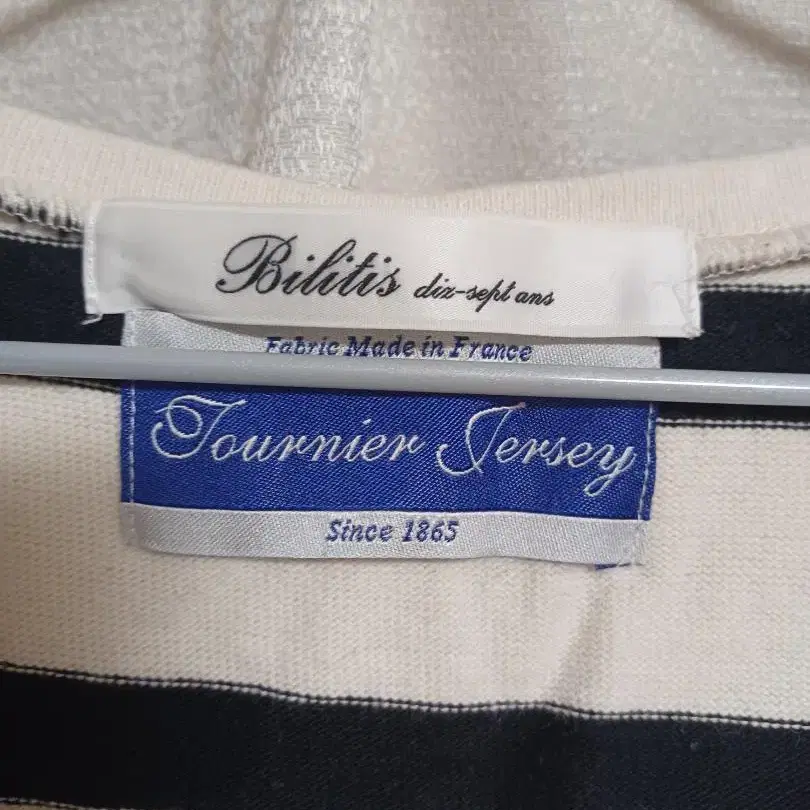 Bilitis dix-sept ans
Fabric Made in France
Tournier Jersey
Since 1865